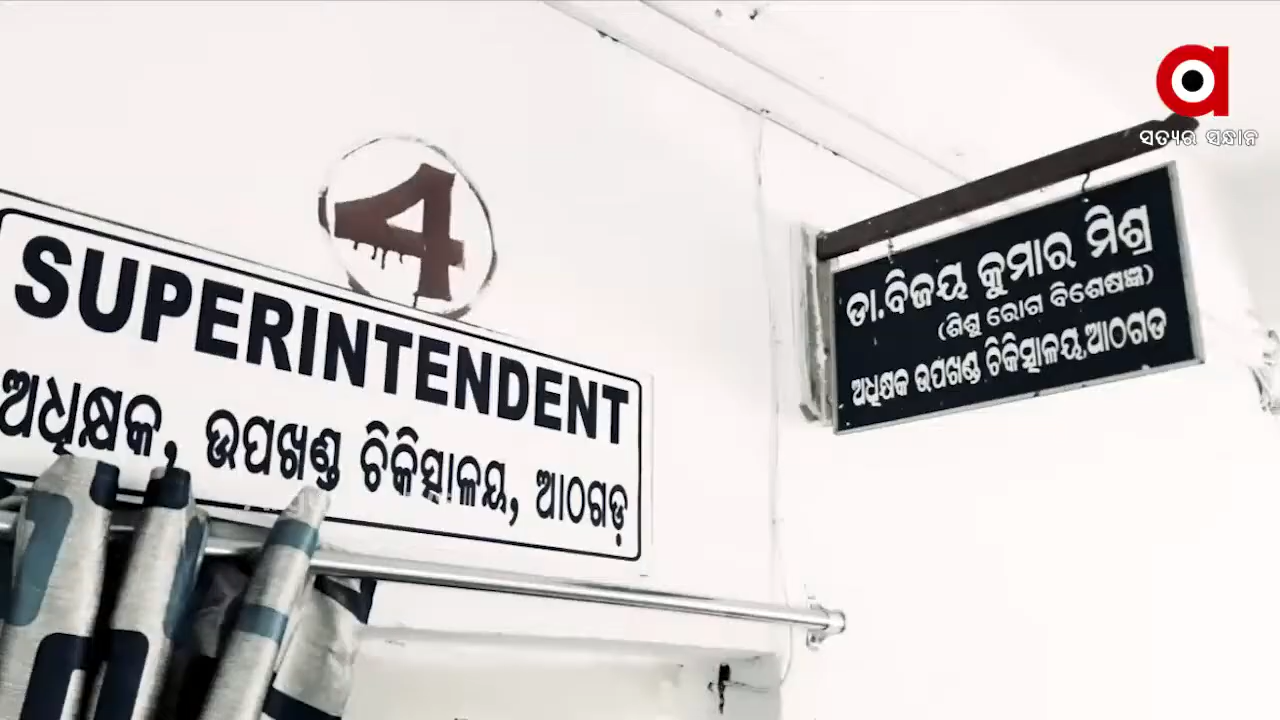 4
SUPERINTENDENT
ଅଧିକ୍ଷକ, ଉପଖଣ୍ଡ ଚିକିତ୍ସାଳୟ, ଆଠଗଡ଼
ଡା.ବିଜୟ କୁମାର ମିଶ୍ର
(ଶିଶୁ ରୋଗ ବିଶେଷଜ୍ଞ)
ଅଧିକ୍ଷକ ଉପଖଣ୍ଡ ଚିକିତ୍ସାଳୟ,ଆଠଗଡ
a
ସତ୍ୟର ସନ୍ଧାନ